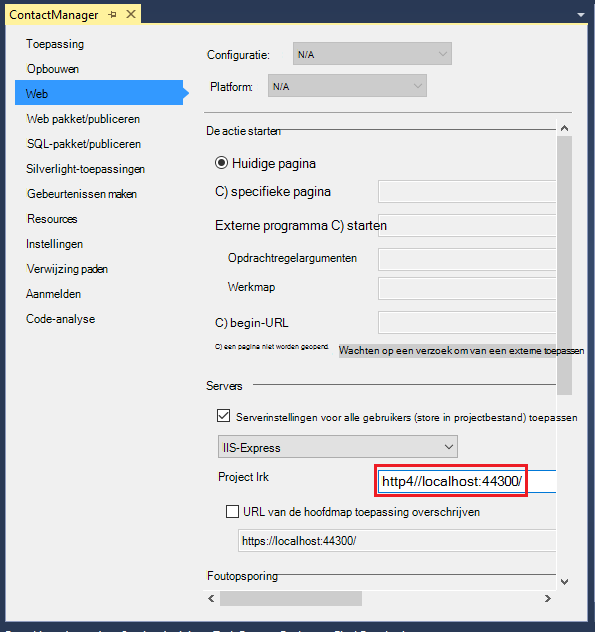 ContactManager
Toepassing
Opbouwen
Web
Web pakket/publiceren
SQL-pakket/publiceren
Silverlight-toepassingen
Gebeurtenissen maken
Resources
Instellingen
Verwijzing paden
Aanmelden
Code-analyse
Configuratie: N/A
Platform: N/A
De actie starten
Huidige pagina
C) specifieke pagina
Externe programma C) starten
Opdrachtregelargumenten
Werkmap
C) begin-URL
C) een pagina niet worden geopend. Wachten op een verzoek om van een externe toepassen
Servers
Serverinstellingen voor alle gebruikers (store in projectbestand) toepassen
IIS-Express
Project Irk http4//localhost:44300/
URL van de hoofdmap toepassing overschrijven
https://localhost:44300/
Foutopsporing